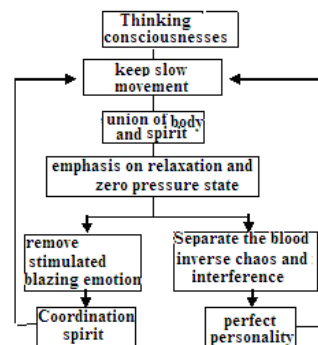 Thinking
consciousnesses
keep slow
movement
union of body
and spirit
emphasis on relaxation and
zero pressure state
remove
stimulated
blazing emotion
Separate the blood
inverse chaos and
interference
Coordination
spirit
perfect
personality